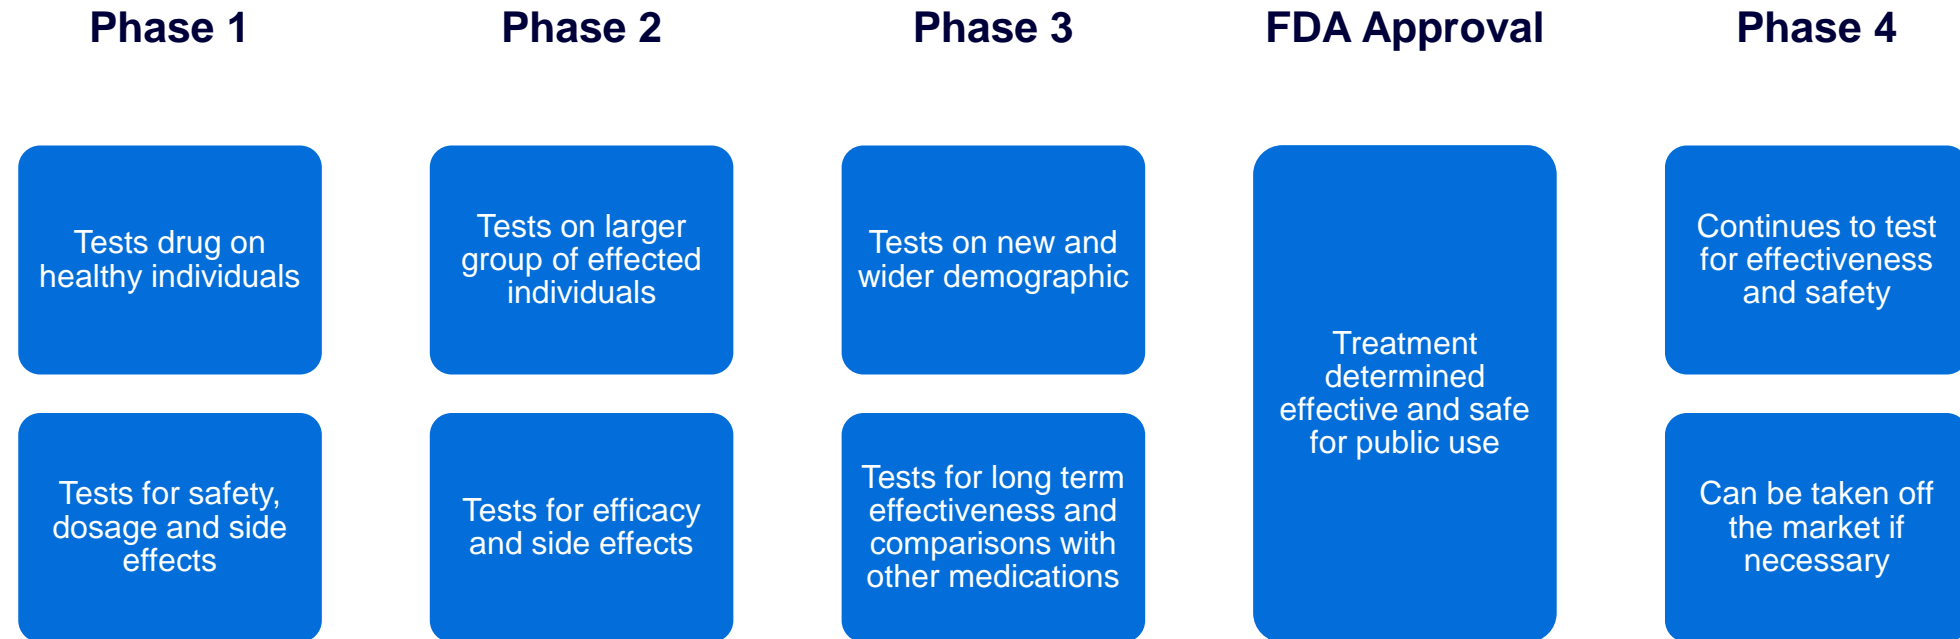 Phase 1
Phase 2
Phase 3
FDA Approval
Phase 4
Tests drug on
healthy individuals
Tests for safety,
dosage and side
effects
Tests on larger
group of effected
individuals
Tests for efficacy
and side effects
Tests on new and
wider demographic
Tests for long term
effectiveness and
comparisons with
other medications
Treatment
determined
effective and safe
for public use
Continues to test
for effectiveness
and safety
Can be taken off
the market if
necessary